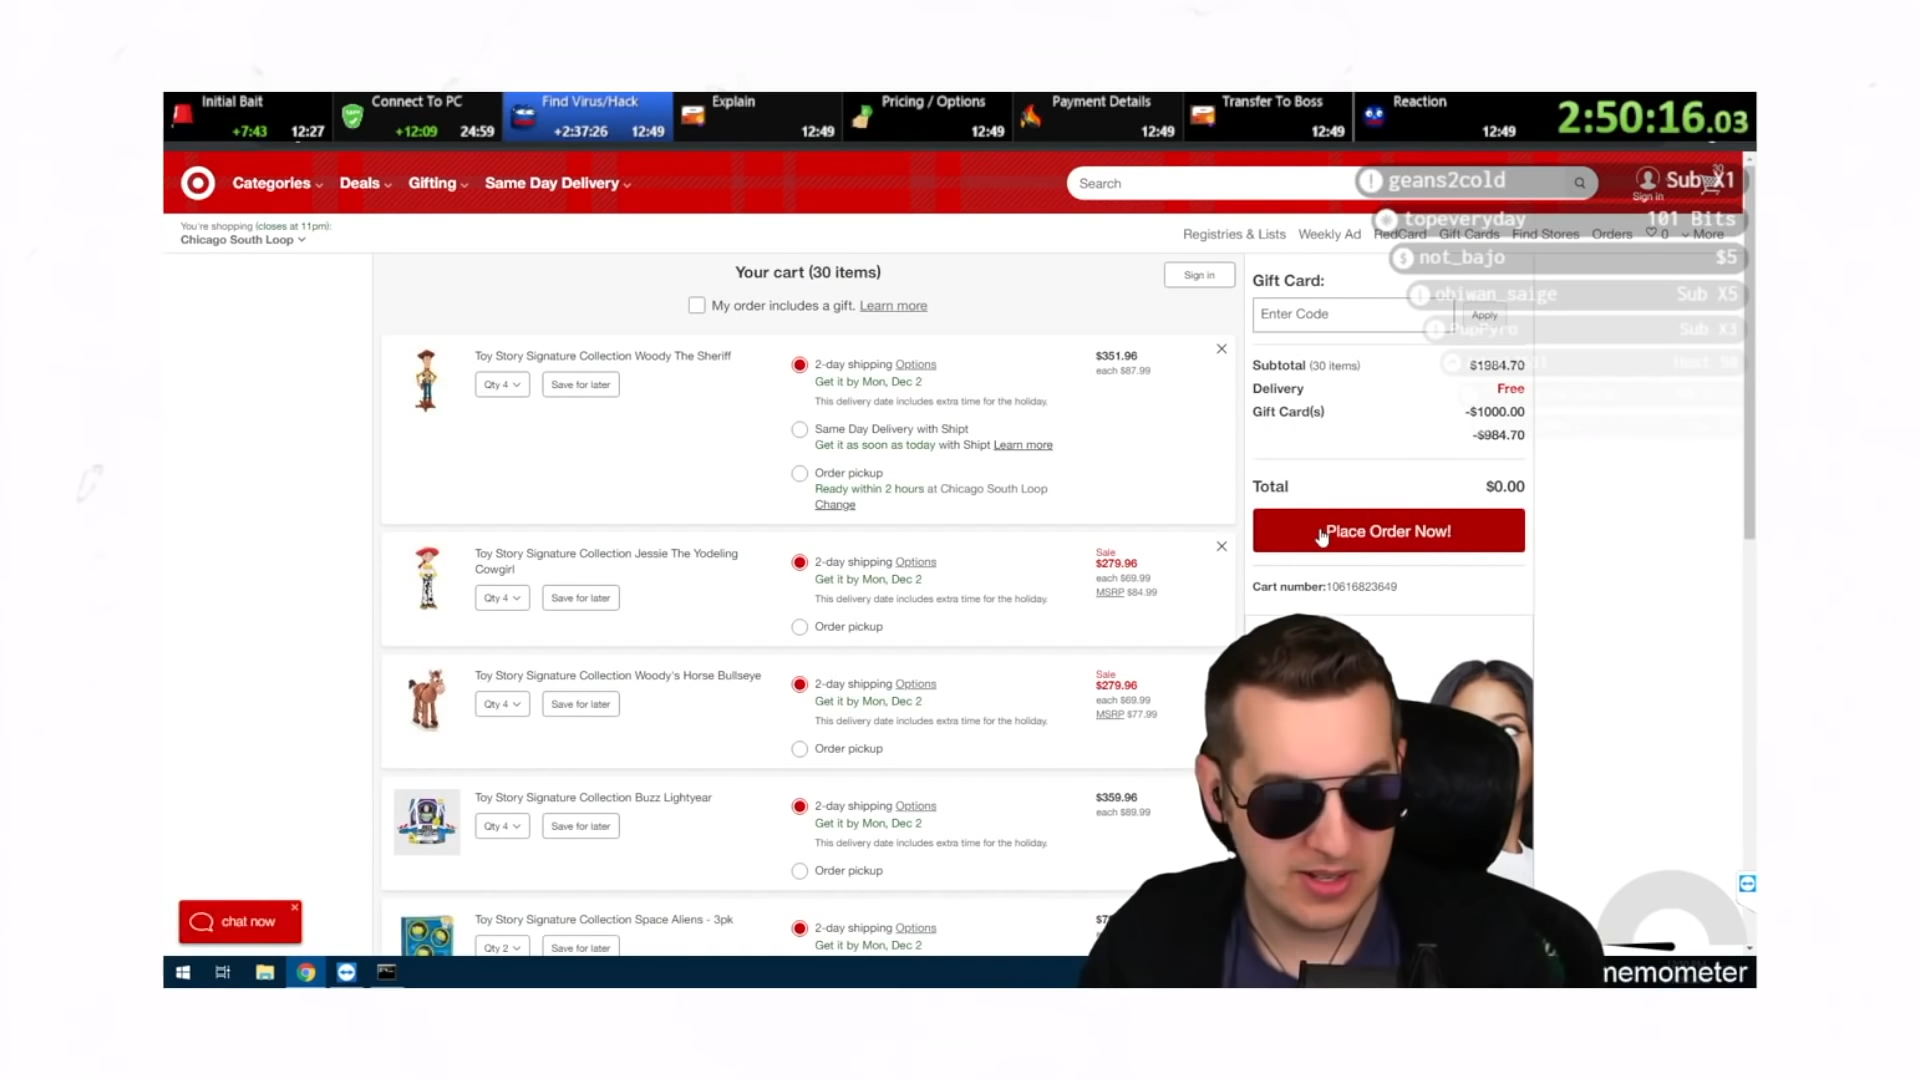 Initial Bait
+7:43 12:27
Connect To PC
+12:09 24:59
Find Virus/Hack
+2:37:26 12:49
Explain
12:49
Pricing / Options
12:49
Payment Details
12:49
Transfer To Boss
12:49
Reaction
12:49
2:50:16.03
Categories
Deals
Gifting
Same Day Delivery
Search
geans2cold
Sub X1
Sign in
You're shopping (closes at 11pm):
Chicago South Loop
topeveryday 101 Bits
Registries & Lists Weekly Ad RedCard Gift Cards Find Stores Orders 0 More
not_bajo $5
obiwan_saige Sub X5
PupPyro Sub X3
Your cart (30 items)
Sign in
My order includes a gift. Learn more
Toy Story Signature Collection Woody The Sheriff
Qty 4
Save for later
2-day shipping Options
Get it by Mon, Dec 2
This delivery date includes extra time for the holiday.
Same Day Delivery with Shipt
Get it as soon as today with Shipt Learn more
Order pickup
Ready within 2 hours at Chicago South Loop
Change
$351.96
each $87.99
Toy Story Signature Collection Jessie The Yodeling
Cowgirl
Qty 4
Save for later
2-day shipping Options
Get it by Mon, Dec 2
This delivery date includes extra time for the holiday.
Order pickup
Sale
$279.96
each $69.99
MSRP $84.99
Toy Story Signature Collection Woody's Horse Bullseye
Qty 4
Save for later
2-day shipping Options
Get it by Mon, Dec 2
This delivery date includes extra time for the holiday.
Order pickup
Sale
$279.96
each $69.99
MSRP $77.99
Toy Story Signature Collection Buzz Lightyear
Qty 4
Save for later
2-day shipping Options
Get it by Mon, Dec 2
This delivery date includes extra time for the holiday.
Order pickup
$359.96
each $89.99
Toy Story Signature Collection Space Aliens - 3pk
Qty 2
Save for later
2-day shipping Options
Get it by Mon, Dec 2
Gift Card:
Enter Code
Apply
Subtotal (30 items) $1984.70
Delivery Free
Gift Card(s) -$1000.00
-$984.70
Total $0.00
Place Order Now!
Cart number:10616823649
chat now
memometer